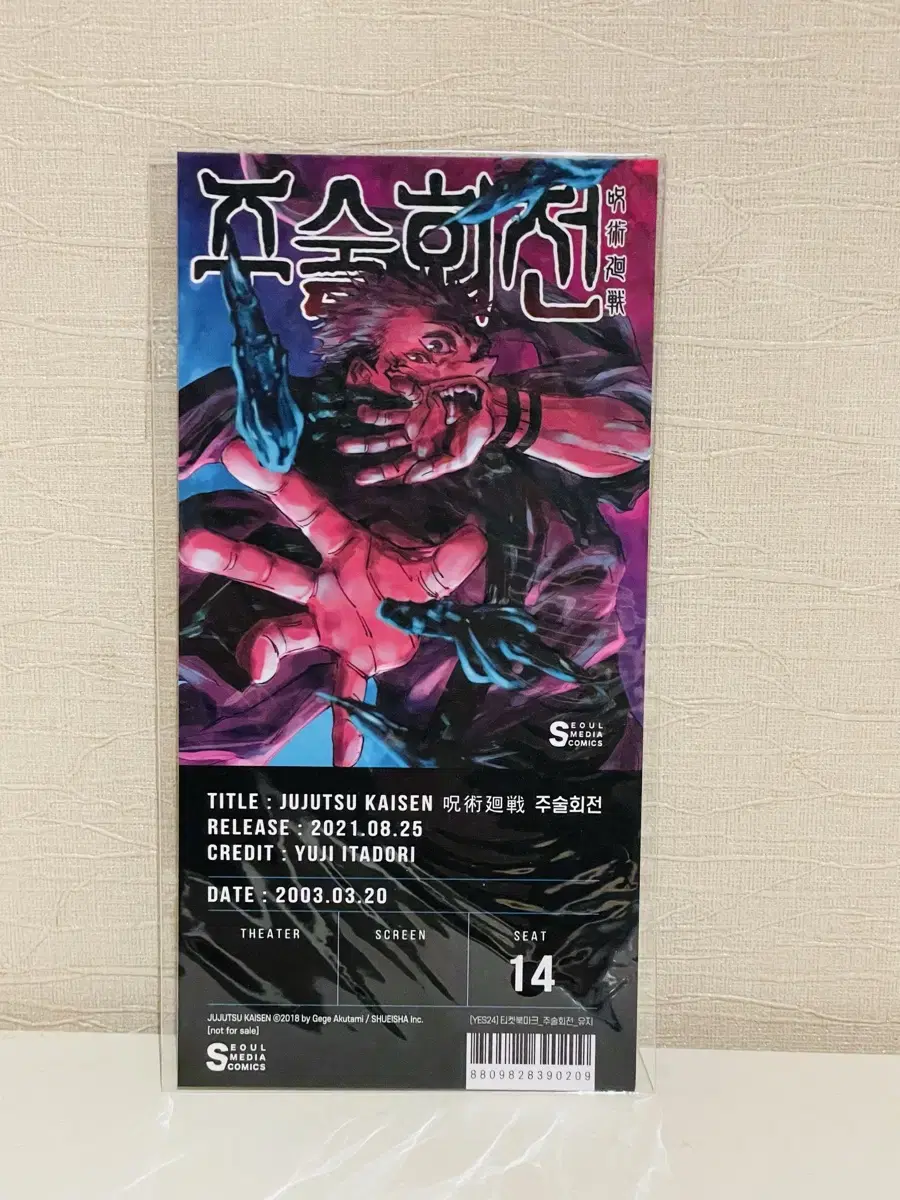 주술회전
呪術廻戦
SEOUL
MEDIA
COMICS
TITLE : JUJUTSU KAISEN 呪術廻戦 주술회전
RELEASE : 2021.08.25
CREDIT : YUJI ITADORI
DATE : 2003.03.20
THEATER SCREEN SEAT
14
JUJUTSU KAISEN ©2018 by Gege Akutami / SHUEISHA Inc.
[not for sale]
[YES24] 티켓북마크_주술회전_유지
SEOUL
MEDIA
COMICS
8809828390209